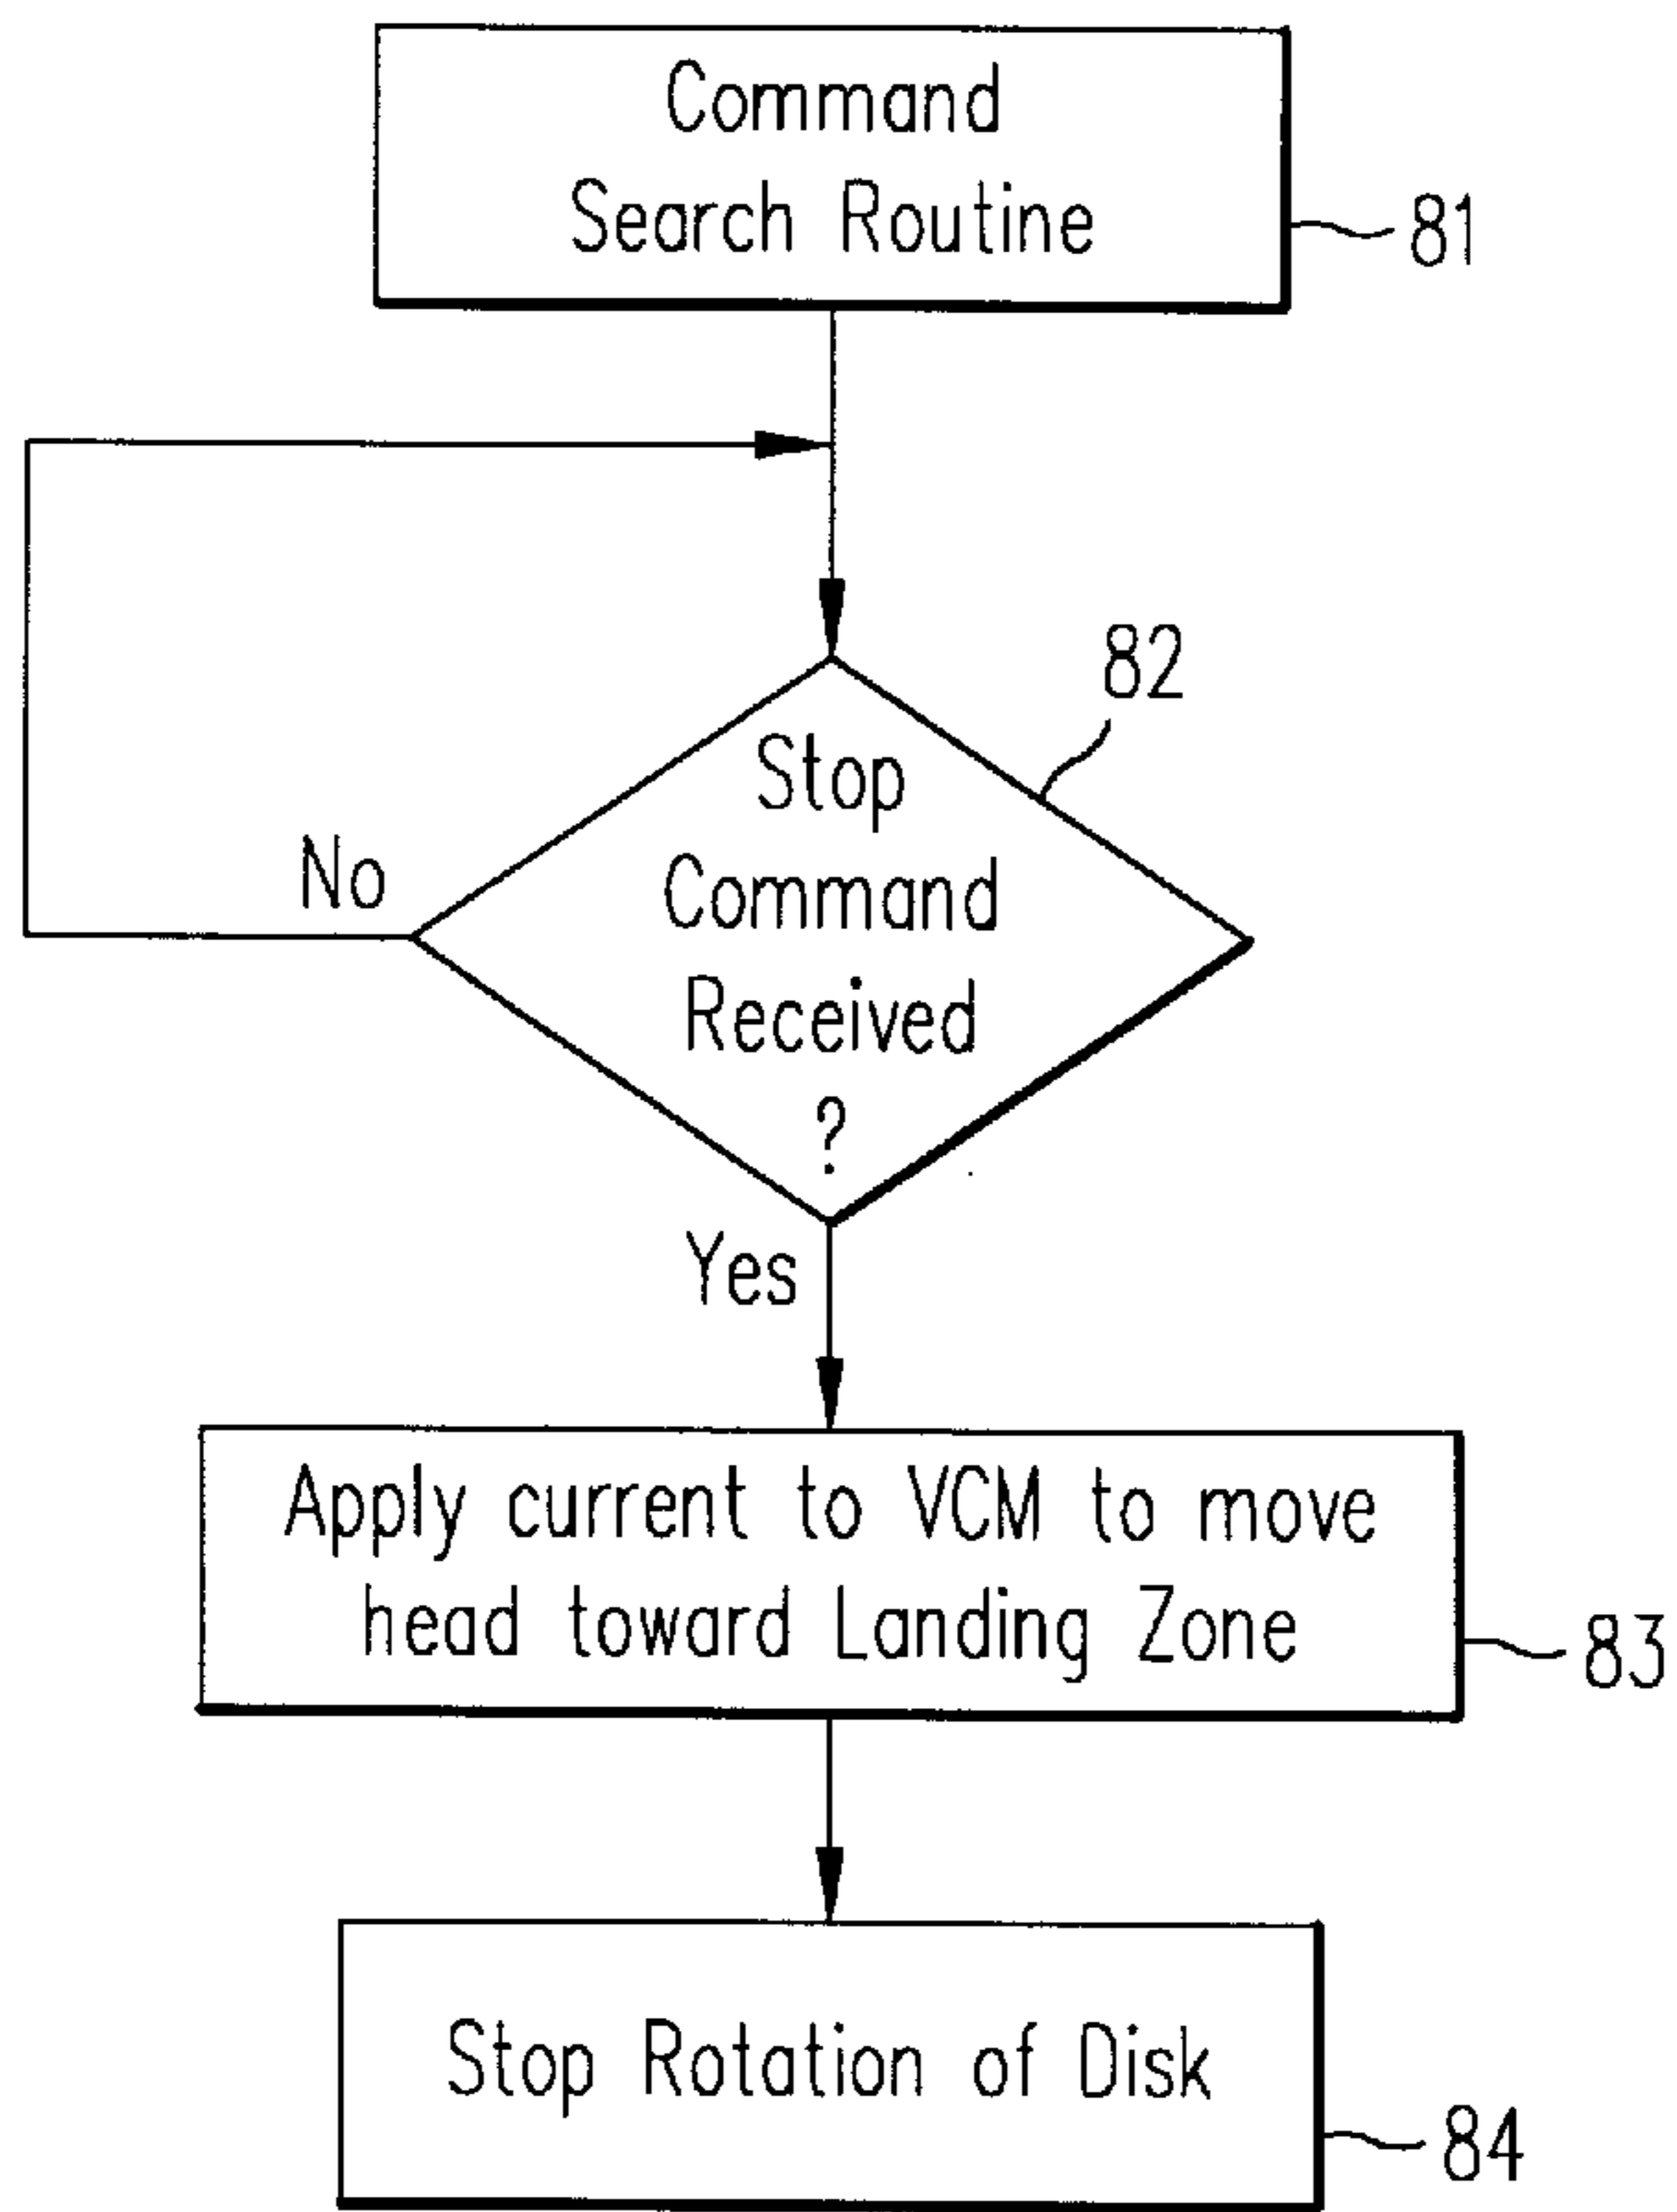 Command
Search Routine
81
82
Stop
Command
Received
?
No
Yes
Apply current to VCM to move
head toward Landing Zone
83
Stop Rotation of Disk
84